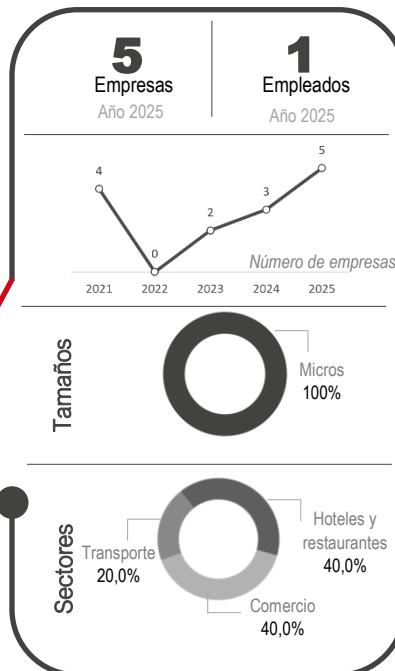 5
Empresas
Año 2025
1
Empleados
Año 2025
4
0
2
3
5
Número de empresas
2021 2022 2023 2024 2025
Tamaños
Micros
100%
Sectores
Hoteles y
restaurantes
40,0%
Transporte
20,0%
Comercio
40,0%